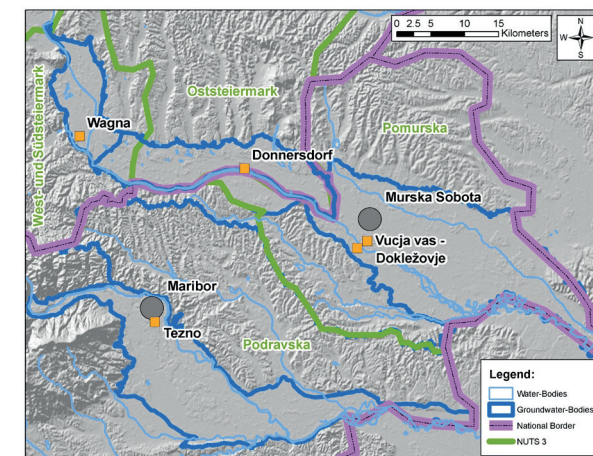 0 2.5 5 10 15
Kilometers
N
W E
S
West- und Südsteiermark
Oststeiermark
Pomurska
Wagna
Donnersdorf
Murska Sobota
Vucja vas -
Dokležovje
Maribor
Tezno
Podravska
Legend:
Water-Bodies
Groundwater-Bodies
National Border
NUTS 3